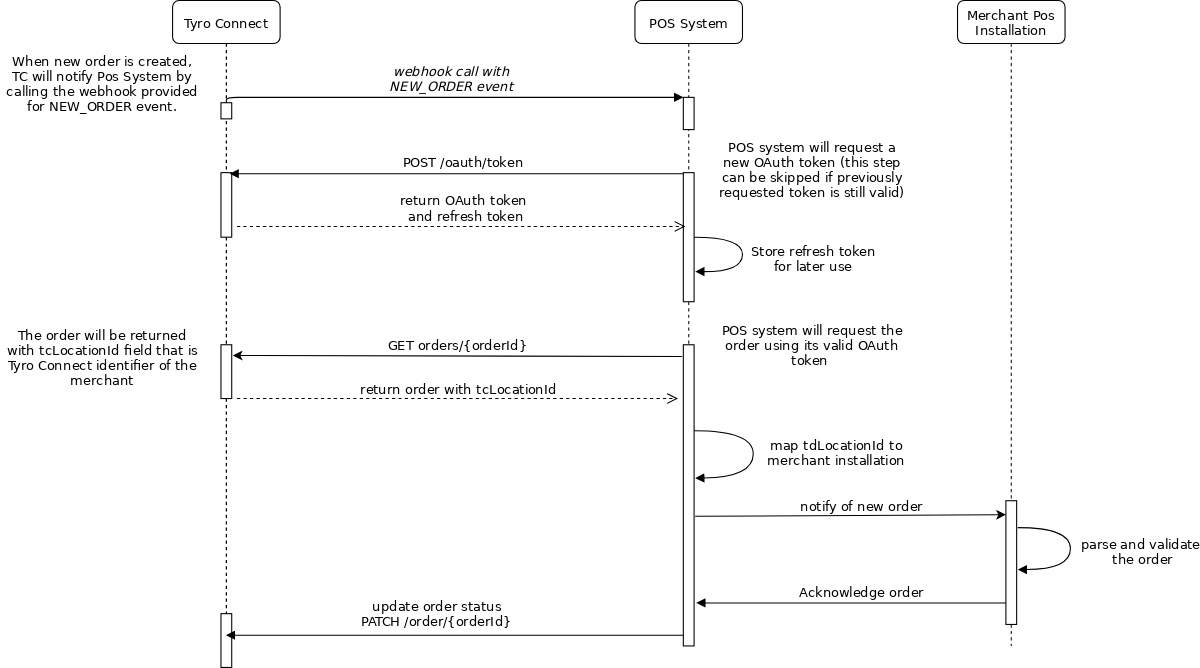 Tyro Connect
POS System
Merchant Pos
Installation
When new order is created,
TC will notify Pos System by
calling the webhook provided
for NEW_ORDER event.
webhook call with
NEW_ORDER event
POS system will request a
new OAuth token (this step
can be skipped if previously
requested token is still valid)
POST /oauth/token
return OAuth token
and refresh token
Store refresh token
for later use
The order will be returned
with tcLocationId field that is
Tyro Connect identifier of the
merchant
GET orders/{orderId}
POS system will request the
order using its valid OAuth
token
return order with tcLocationId
map tdLocationId to
merchant installation
notify of new order
parse and validate
the order
Acknowledge order
update order status
PATCH /order/{orderId}